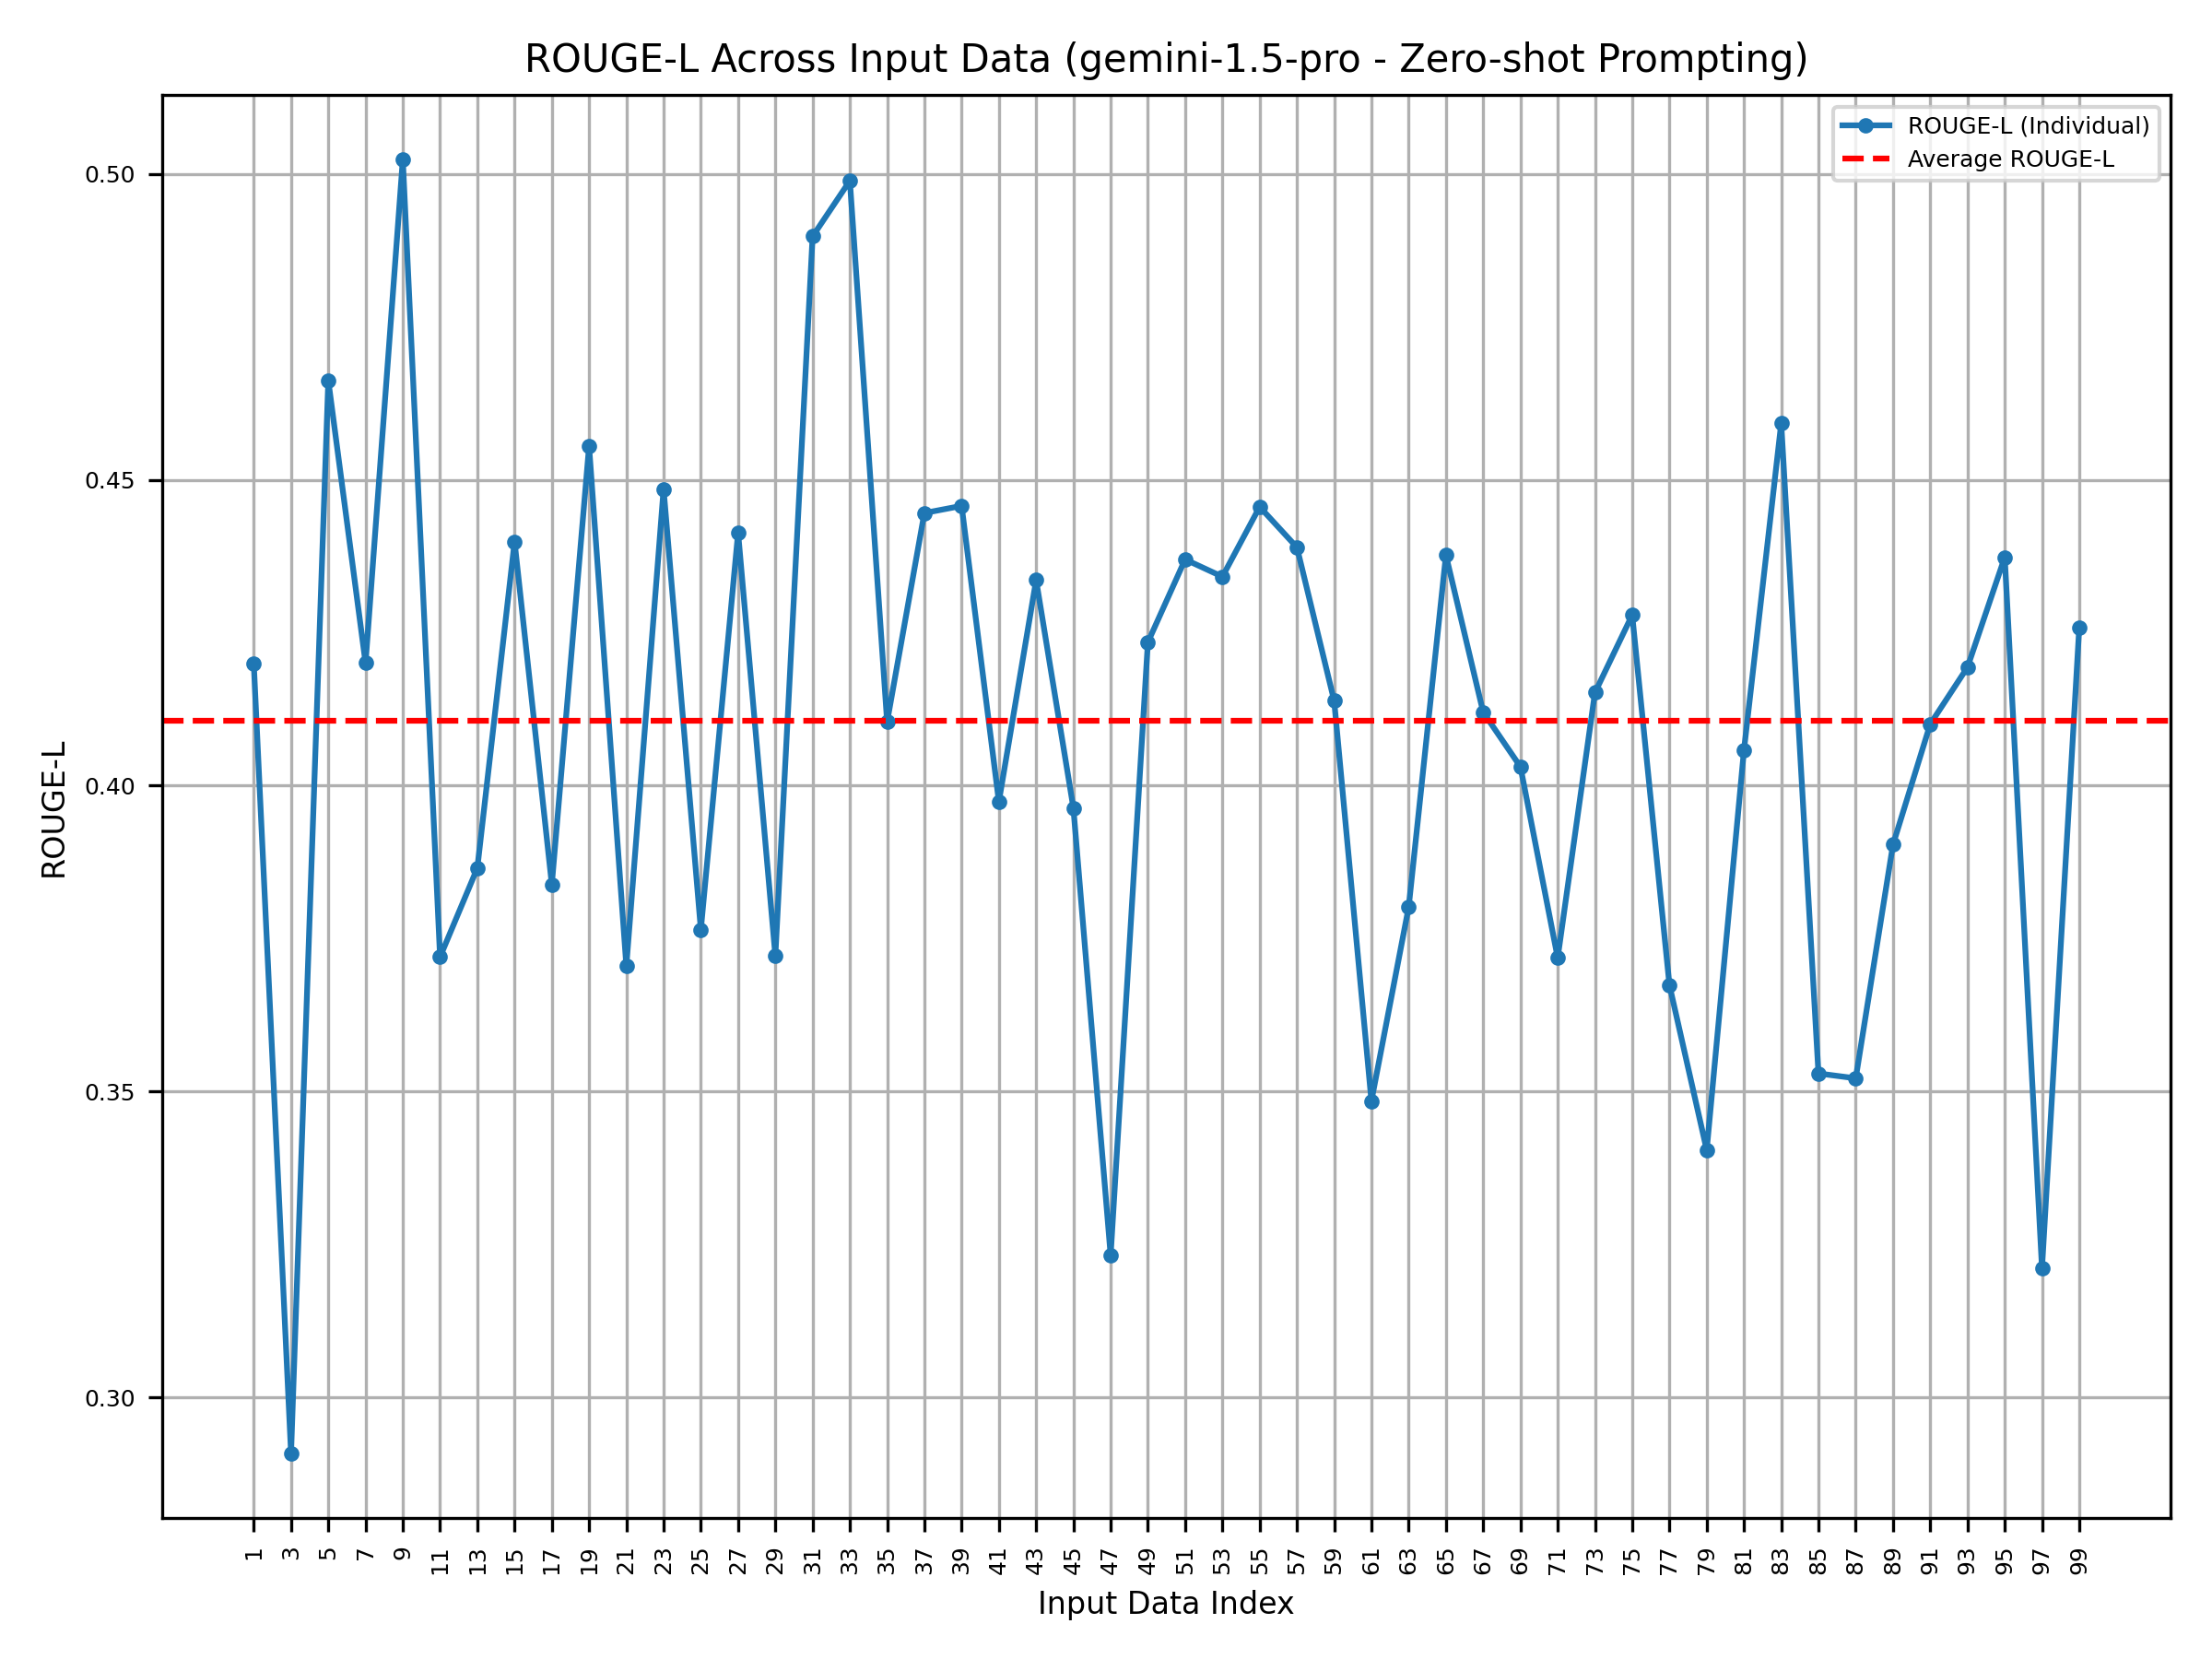 ROUGE-L Across Input Data (gemini-1.5-pro - Zero-shot Prompting)
ROUGE-L (Individual)
Average ROUGE-L
0.50
0.45
0.40
0.35
0.30
ROUGE-L
1 3 5 7 9 11 13 15 17 19 21 23 25 27 29 31 33 35 37 39 41 43 45 47 49 51 53 55 57 59 61 63 65 67 69 71 73 75 77 79 81 83 85 87 89 91 93 95 97 99
Input Data Index